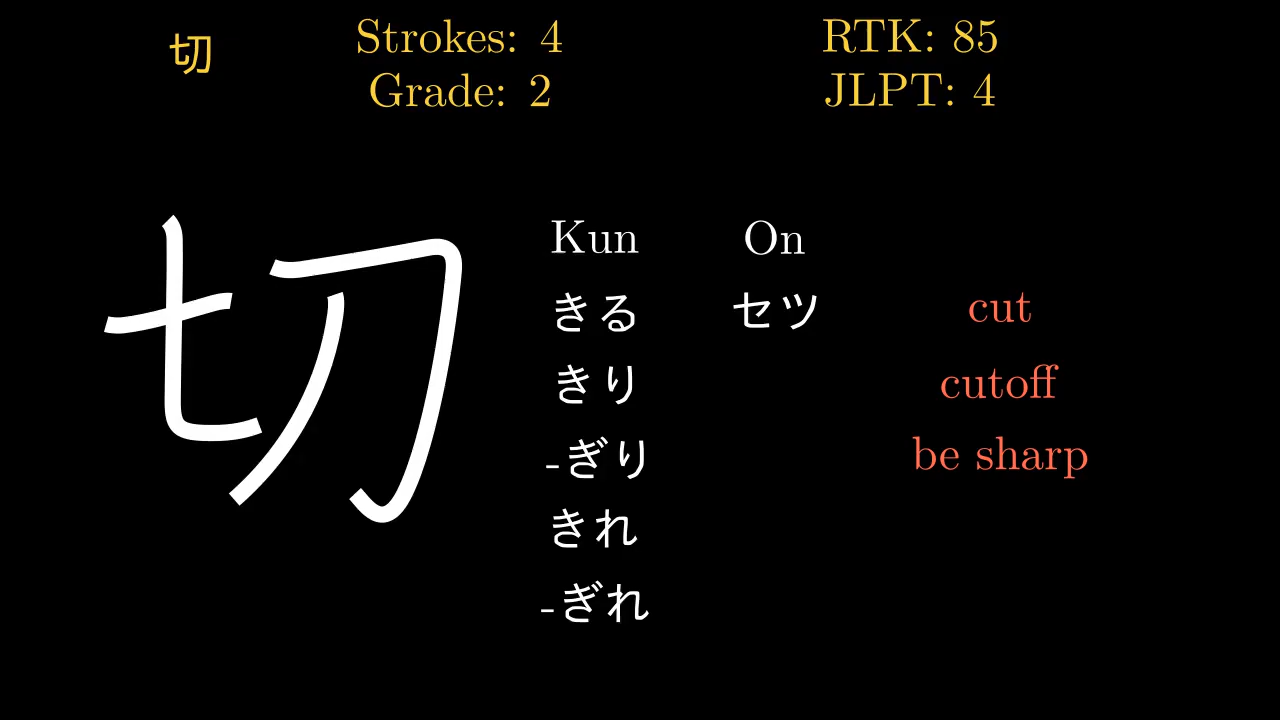 切 Strokes: 4 RTK: 85
Grade: 2 JLPT: 4
切
Kun On
きる セツ cut
きり cutoff
-ぎり be sharp
きれ
-ぎれ